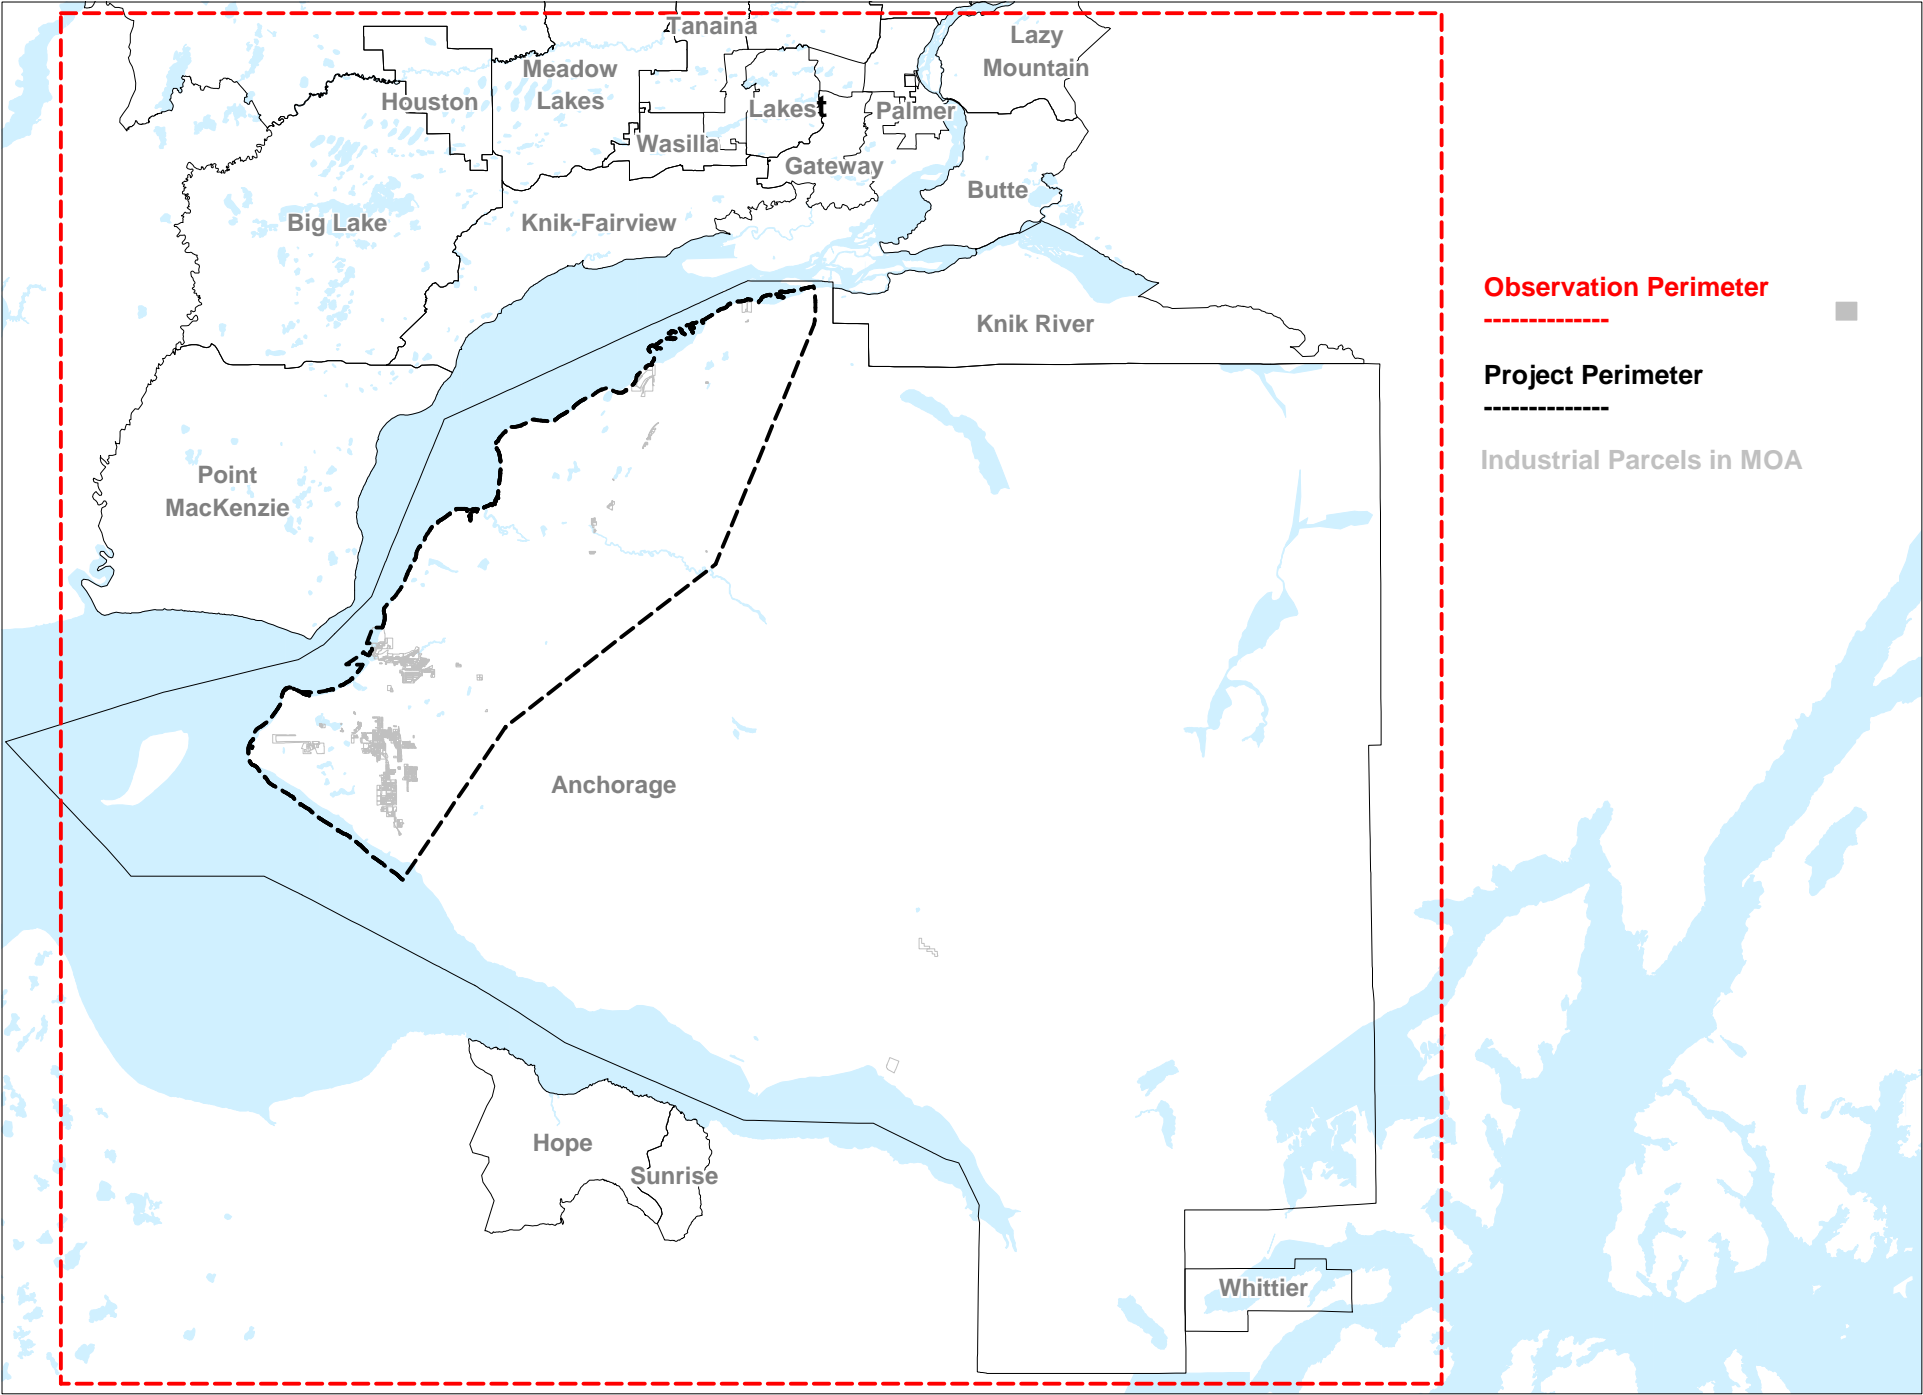 Tanaina
Lazy
Mountain
Meadow
Lakes
Houston
Lakest
Palmer
Wasilla
Gateway
Butte
Big Lake
Knik-Fairview
Observation Perimeter
--------------
Knik River
Project Perimeter
--------------
Industrial Parcels in MOA
Point
MacKenzie
Anchorage
Hope
Sunrise
Whittier